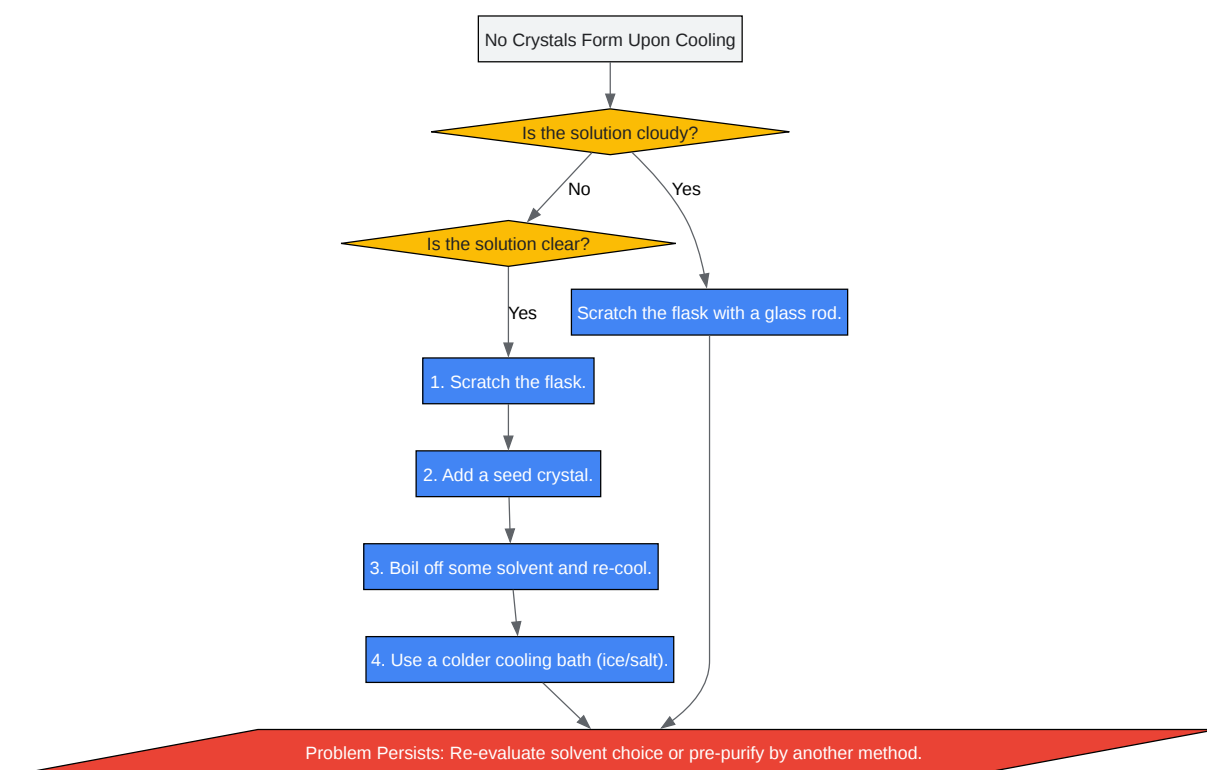 No Crystals Form Upon Cooling
Is the solution cloudy?
No
Yes
Is the solution clear?
Yes
Scratch the flask with a glass rod.
1. Scratch the flask.
2. Add a seed crystal.
3. Boil off some solvent and re-cool.
4. Use a colder cooling bath (ice/salt).
Problem Persists: Re-evaluate solvent choice or pre-purify by another method.